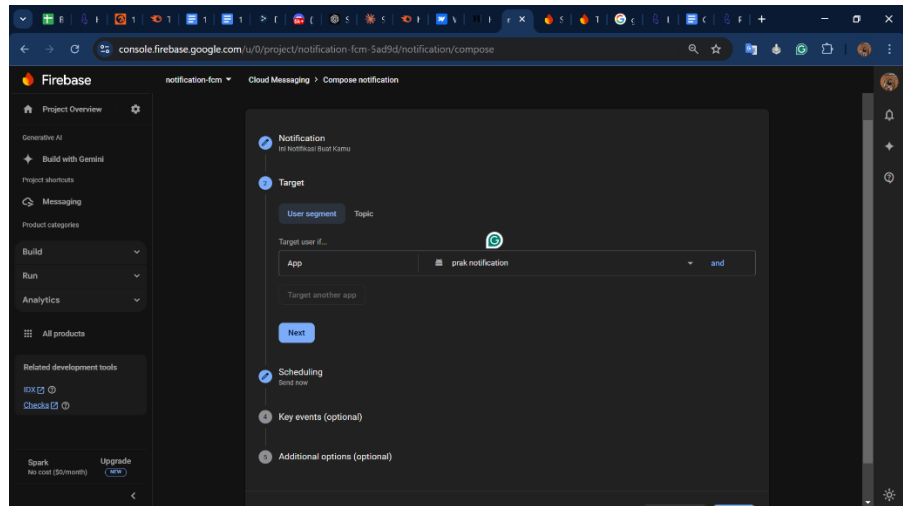 console.firebase.google.com/u/0/project/notification-fcm-5ad9d/notification/compose
Firebase
notification-fcm
Cloud Messaging > Compose notification
Project Overview
Generative AI
Build with Gemini
Project shortcuts
Messaging
Product categories
Build
Run
Analytics
All products
Related development tools
IDX
Checks
Spark
No cost ($0/month)
Upgrade
NEW
Notification
Ini Notifikasi Buat Kamu
2
Target
User segment
Topic
Target user if...
App
prak notification
and
Target another app
Next
Scheduling
Send now
4
Key events (optional)
5
Additional options (optional)